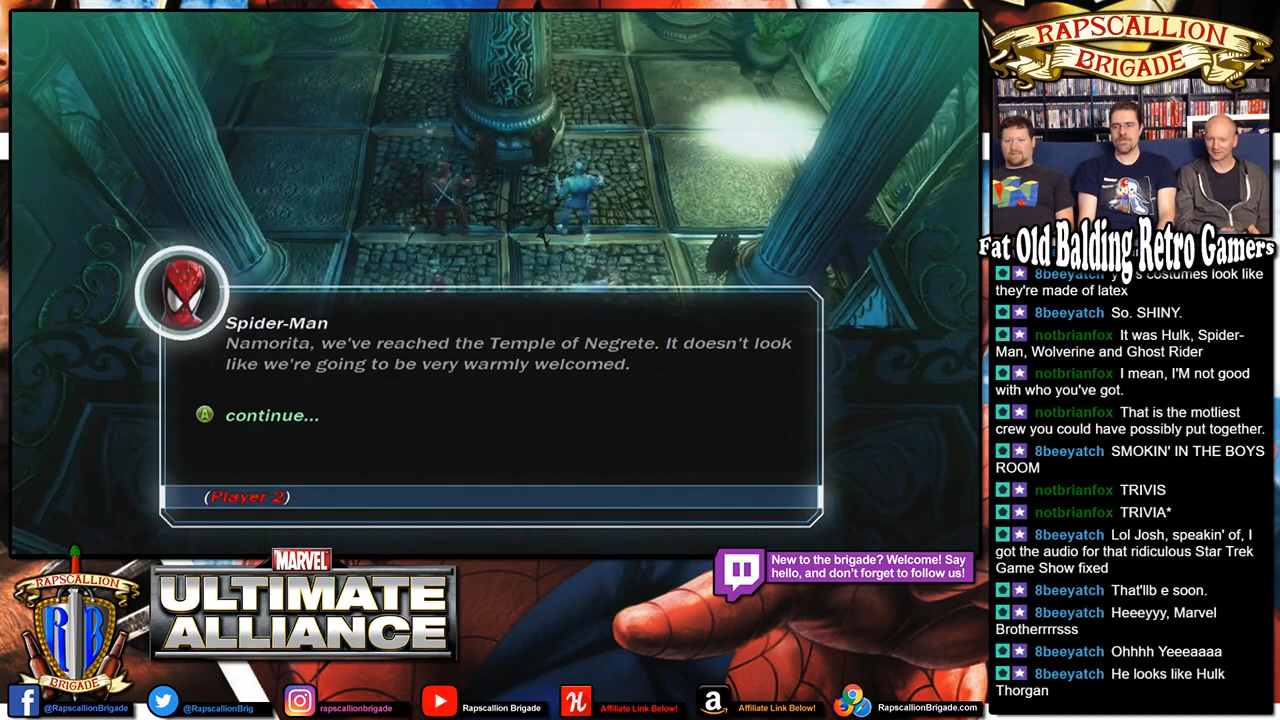 RAPSCALLION
BRIGADE
Fat Old Balding Retro Gamers
Spider-Man
Namorita, we've reached the Temple of Negrete. It doesn't look
like we're going to be very warmly welcomed.
A continue...
(Player 2)
8beeyatch costumes look like
they're made of latex
8beeyatch So. SHINY.
notbrianfox It was Hulk, Spider-
Man, Wolverine and Ghost Rider
notbrianfox I mean, I'M not good
with who you've got.
notbrianfox That is the motliest
crew you could have possibly put together.
8beeyatch SMOKIN' IN THE BOYS
ROOM
notbrianfox TRIVIS
notbrianfox TRIVIA*
8beeyatch Lol Josh, speakin' of, I
got the audio for that ridiculous Star Trek
Game Show fixed
8beeyatch That'llb e soon.
8beeyatch Heeeyyy, Marvel
Brotherrrrsss
8beeyatch Ohhhh Yeeeaaaa
8beeyatch He looks like Hulk
Thorgan
RAPSCALLION
RB
BRIGADE
MARVEL
ULTIMATE
ALLIANCE
New to the brigade? Welcome! Say
hello, and don't forget to follow us!
@RapscallionBrigade
@RapscallionBrig
rapscallionbrigade
Rapscallion Brigade
Affiliate Link Below!
Affiliate Link Below!
RapscallionBrigade.com